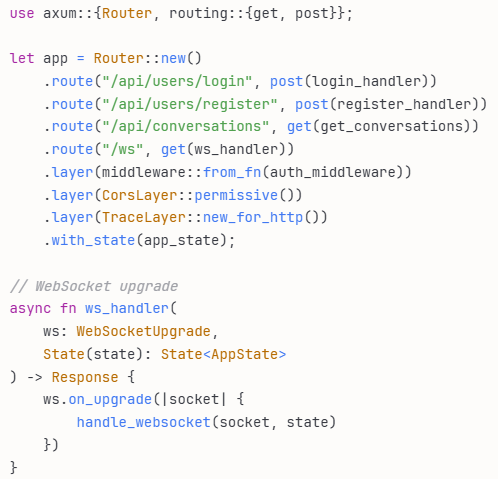 use axum::{Router, routing::{get, post}};

let app = Router::new()
    .route("/api/users/login", post(login_handler))
    .route("/api/users/register", post(register_handler))
    .route("/api/conversations", get(get_conversations))
    .route("/ws", get(ws_handler))
    .layer(middleware::from_fn(auth_middleware))
    .layer(CorsLayer::permissive())
    .layer(TraceLayer::new_for_http())
    .with_state(app_state);

// WebSocket upgrade
async fn ws_handler(
    ws: WebSocketUpgrade,
    State(state): State<AppState>
) -> Response {
    ws.on_upgrade(|socket| {
        handle_websocket(socket, state)
    })
}